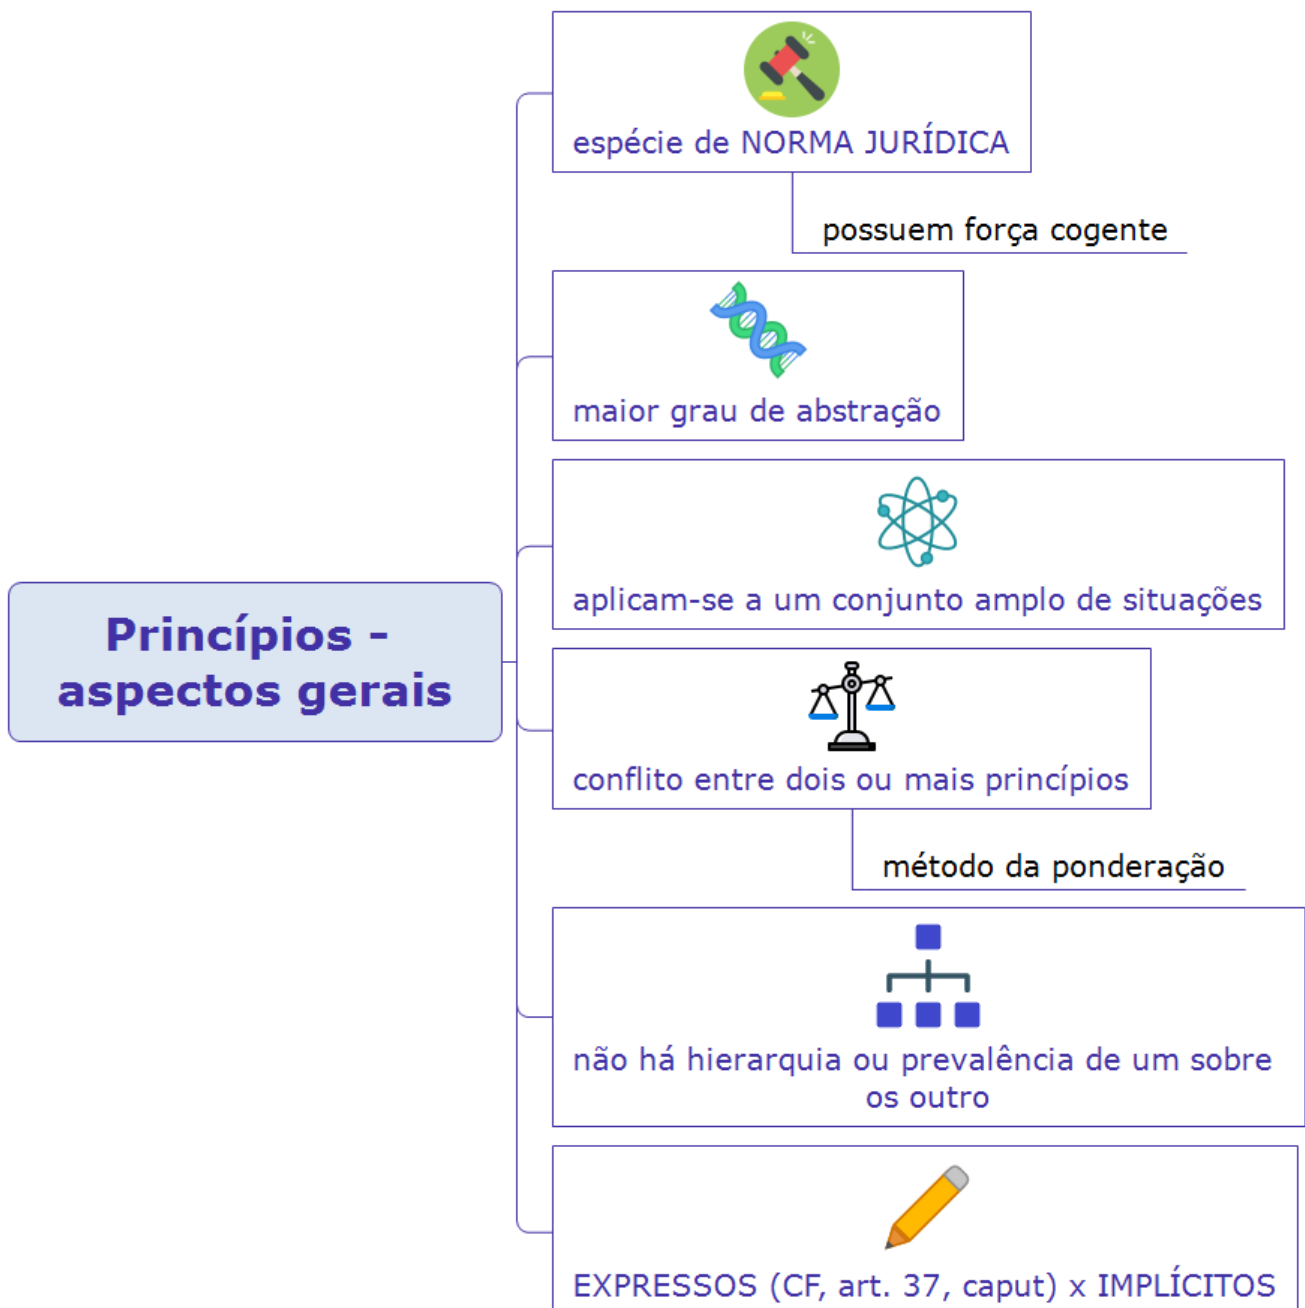 espécie de NORMA JURÍDICA
possuem força cogente
maior grau de abstração
aplicam-se a um conjunto amplo de situações
Princípios -
aspectos gerais
conflito entre dois ou mais princípios
método da ponderação
não há hierarquia ou prevalência de um sobre
os outro
EXPRESSOS (CF, art. 37, caput) x IMPLÍCITOS